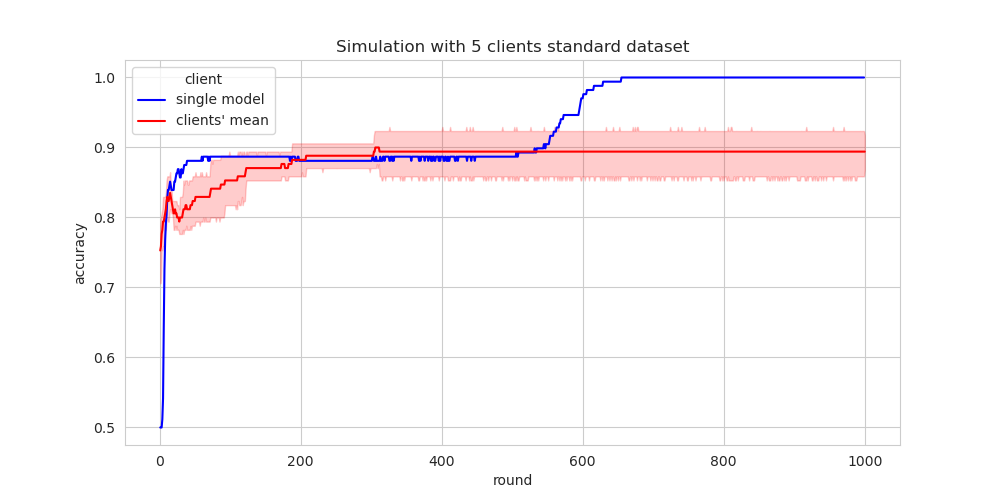 Simulation with 5 clients standard dataset
client
single model
clients' mean
1.0
0.9
0.8
0.7
0.6
0.5
accuracy
0 200 400 600 800 1000
round